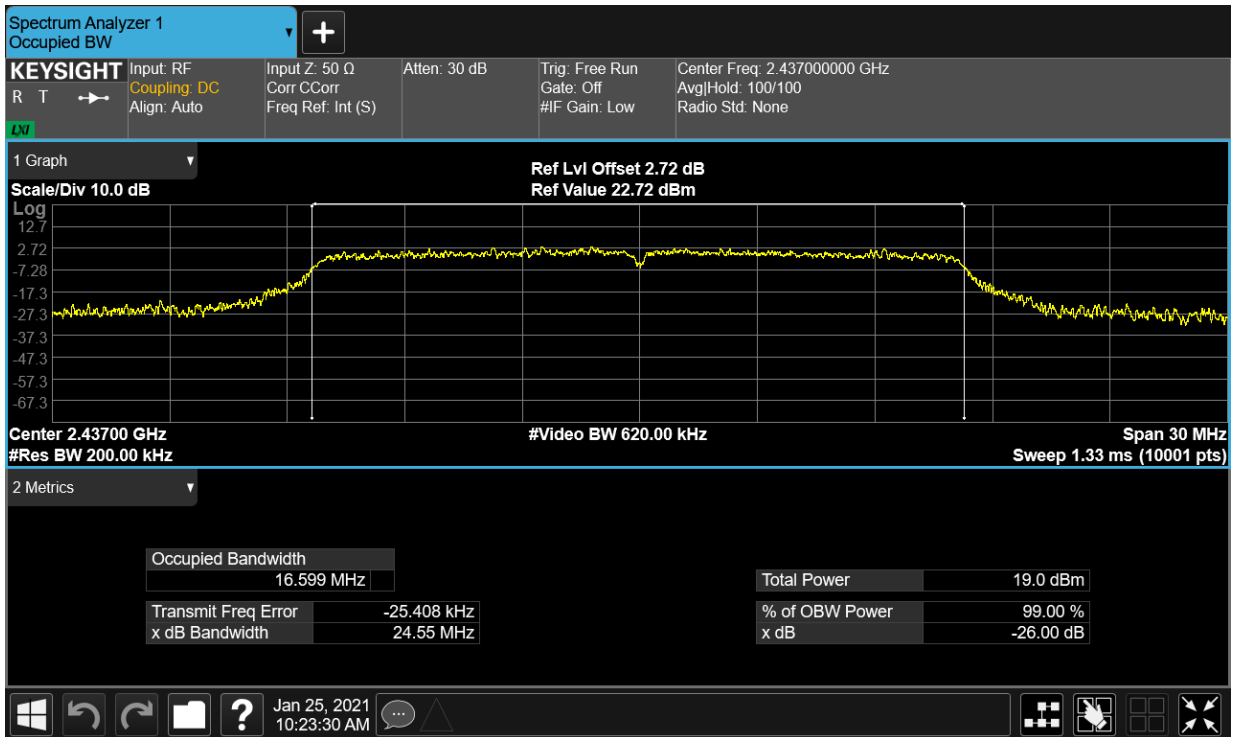 Spectrum Analyzer 1
Occupied BW
+
KEYSIGHT
R T
LXI
Input: RF
Coupling: DC
Align: Auto
Input Z: 50 Ω
Corr CCorr
Freq Ref: Int (S)
Atten: 30 dB
Trig: Free Run
Gate: Off
#IF Gain: Low
Center Freq: 2.437000000 GHz
Avg|Hold: 100/100
Radio Std: None
1 Graph
Scale/Div 10.0 dB
Ref Lvl Offset 2.72 dB
Ref Value 22.72 dBm
Log
12.7
2.72
-7.28
-17.3
-27.3
-37.3
-47.3
-57.3
-67.3
Center 2.43700 GHz
#Video BW 620.00 kHz
Span 30 MHz
#Res BW 200.00 kHz
Sweep 1.33 ms (10001 pts)
2 Metrics
Occupied Bandwidth
16.599 MHz
Transmit Freq Error -25.408 kHz
x dB Bandwidth 24.55 MHz
Total Power 19.0 dBm
% of OBW Power 99.00 %
x dB -26.00 dB
?
Jan 25, 2021
10:23:30 AM